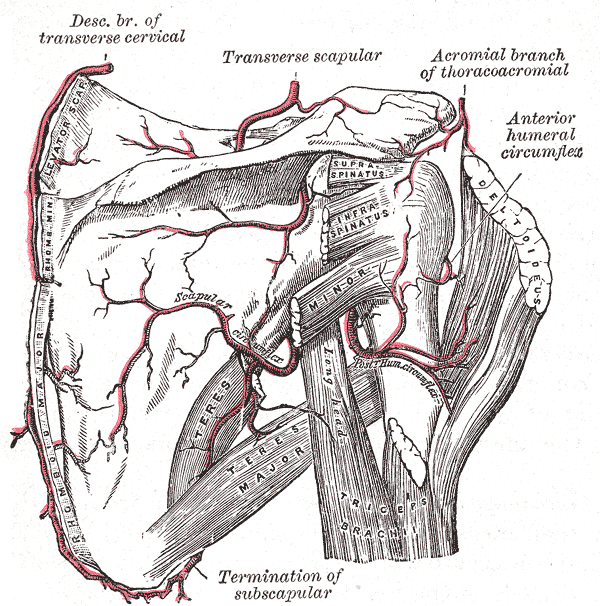 Desc. br. of
transverse cervical
Transverse scapular
Acromial branch
of thoracoacromial
Anterior
humeral
circumflex
LEVATOR SCAP.
SUPRA-
SPINATUS
DELTOIDEUS
RHOMB. MIN.
INFRA-
SPINATUS
MINOR
Scapular
circumflex
Post. Hum. circumflex
RHOMBOID MAJOR
TERES
Long head
TERES
MAJOR
TRICEPS
BRACHII
Termination of
subscapular